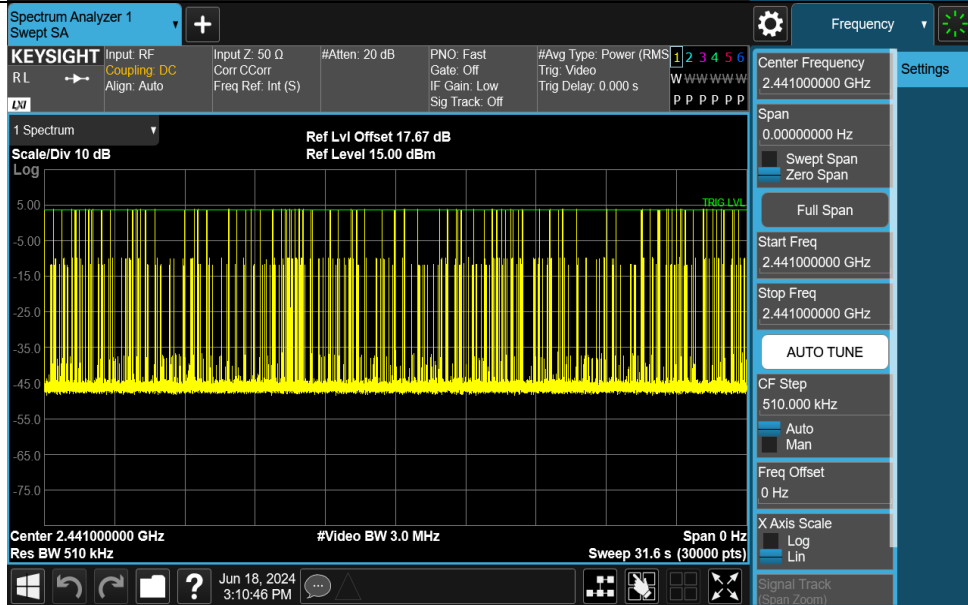 Spectrum Analyzer 1
Swept SA
Frequency
KEYSIGHT
RL
LXI
Input: RF
Coupling: DC
Align: Auto
Input Z: 50 Ω
Corr CCorr
Freq Ref: Int (S)
#Atten: 20 dB
PNO: Fast
Gate: Off
IF Gain: Low
Sig Track: Off
#Avg Type: Power (RMS
Trig: Video
Trig Delay: 0.000 s
1 2 3 4 5 6
W W W W W W
P P P P P P
1 Spectrum
Scale/Div 10 dB
Log
Ref Lvl Offset 17.67 dB
Ref Level 15.00 dBm
TRIG LVL
5.00
-5.00
-15.0
-25.0
-35.0
-45.0
-55.0
-65.0
-75.0
Center 2.441000000 GHz
Res BW 510 kHz
#Video BW 3.0 MHz
Span 0 Hz
Sweep 31.6 s (30000 pts)
Jun 18, 2024
3:10:46 PM
Center Frequency
2.441000000 GHz
Settings
Span
0.00000000 Hz
Swept Span
Zero Span
Full Span
Start Freq
2.441000000 GHz
Stop Freq
2.441000000 GHz
AUTO TUNE
CF Step
510.000 kHz
Auto
Man
Freq Offset
0 Hz
X Axis Scale
Log
Lin
Signal Track
(Span Zoom)